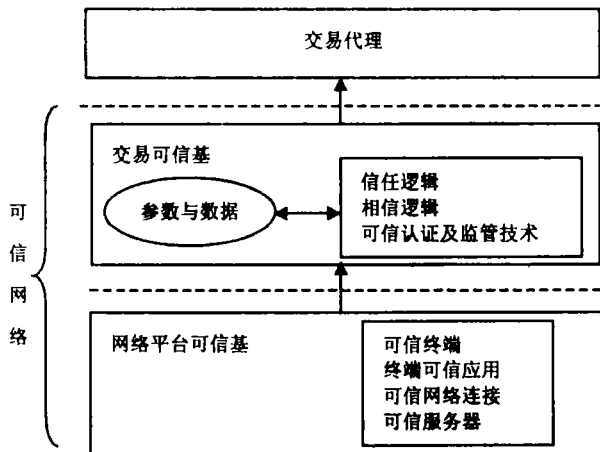 交易代理
交易可信基
参数与数据
信任逻辑
相信逻辑
可信认证及监管技术
可信网络
网络平台可信基
可信终端
终端可信应用
可信网络连接
可信服务器